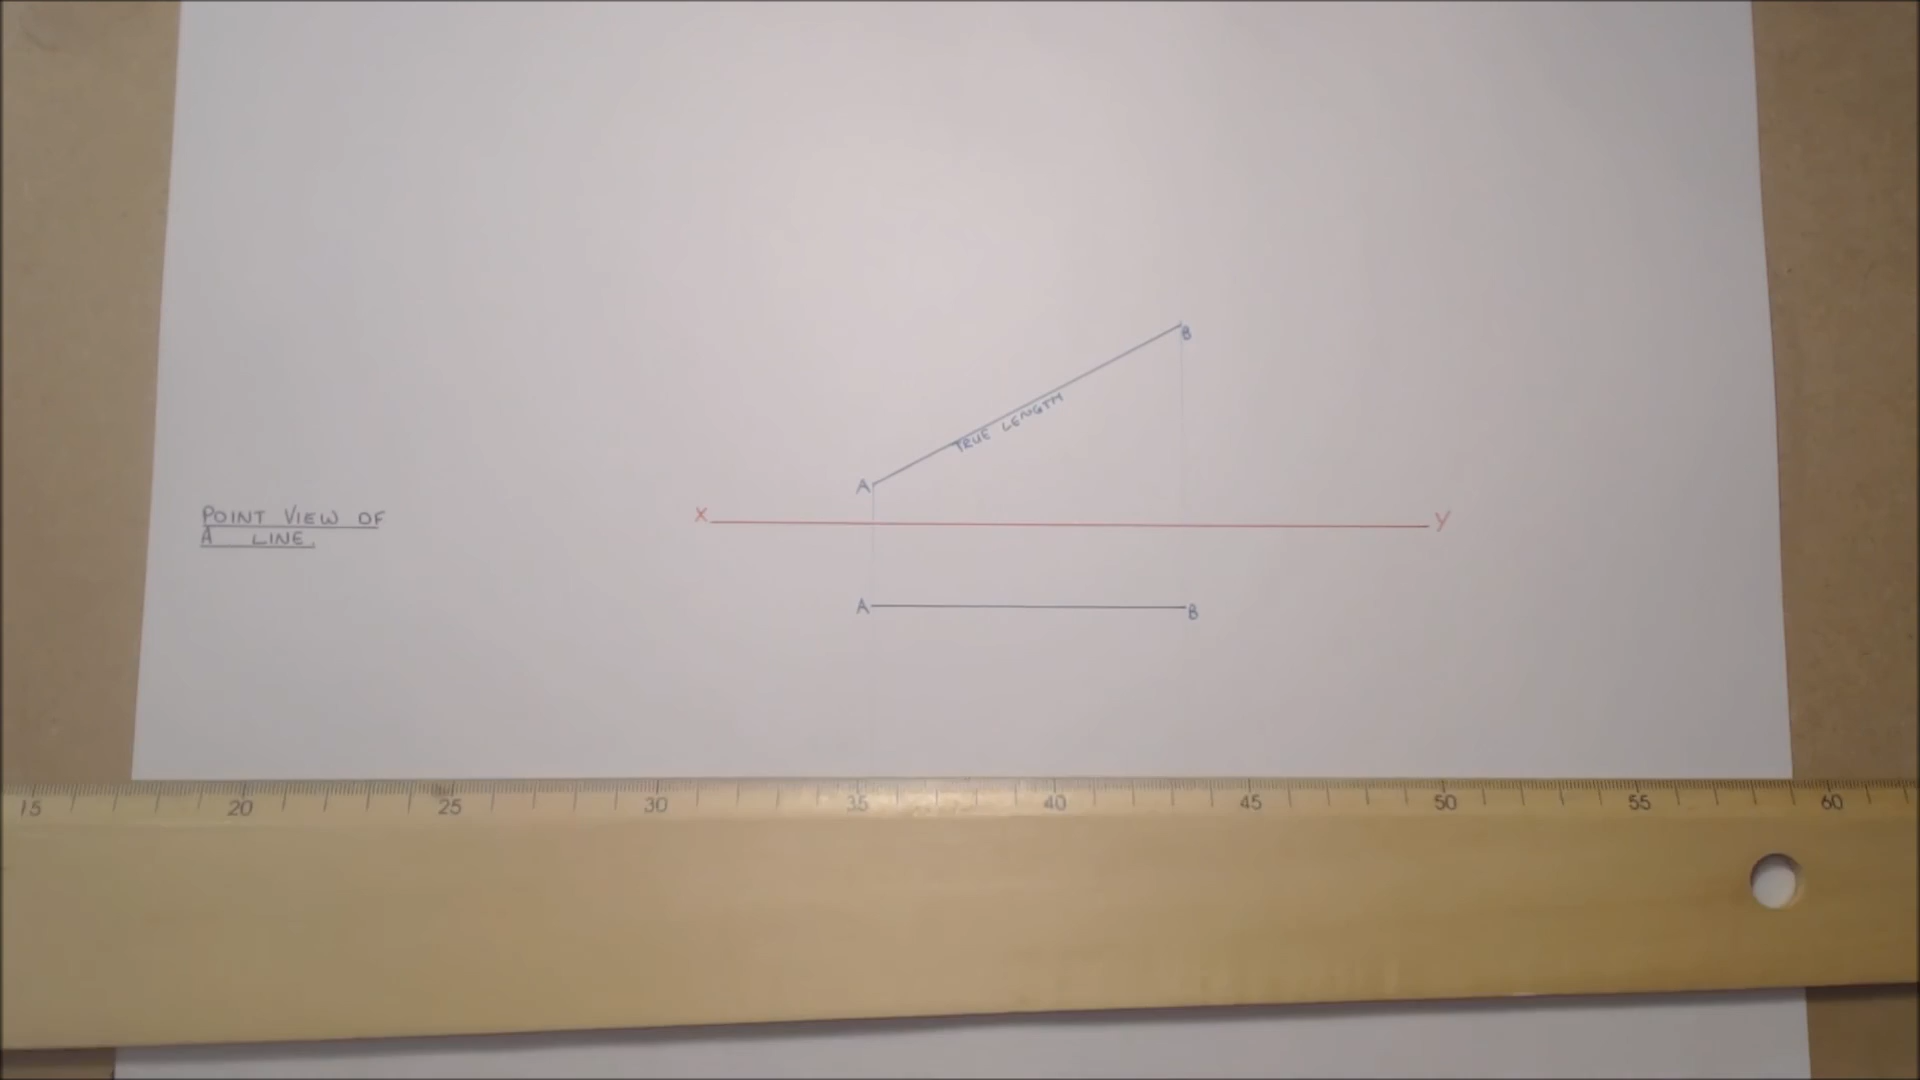 B
TRUE LENGTH
A
X Y
POINT VIEW OF
A LINE.
A B
15 20 25 30 35 40 45 50 55 60